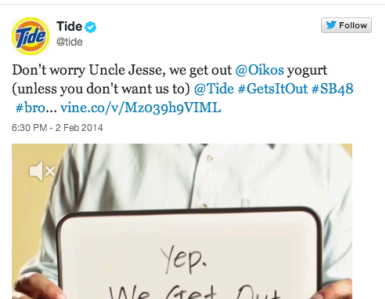 Tide
Tide
Follow
@tide
Don't worry Uncle Jesse, we get out @Oikos yogurt
(unless you don't want us to) @Tide #GetsItOut #SB48
#bro... vine.co/v/Mz039h9VIML
6:30 PM - 2 Feb 2014
Yep.
We Get Out